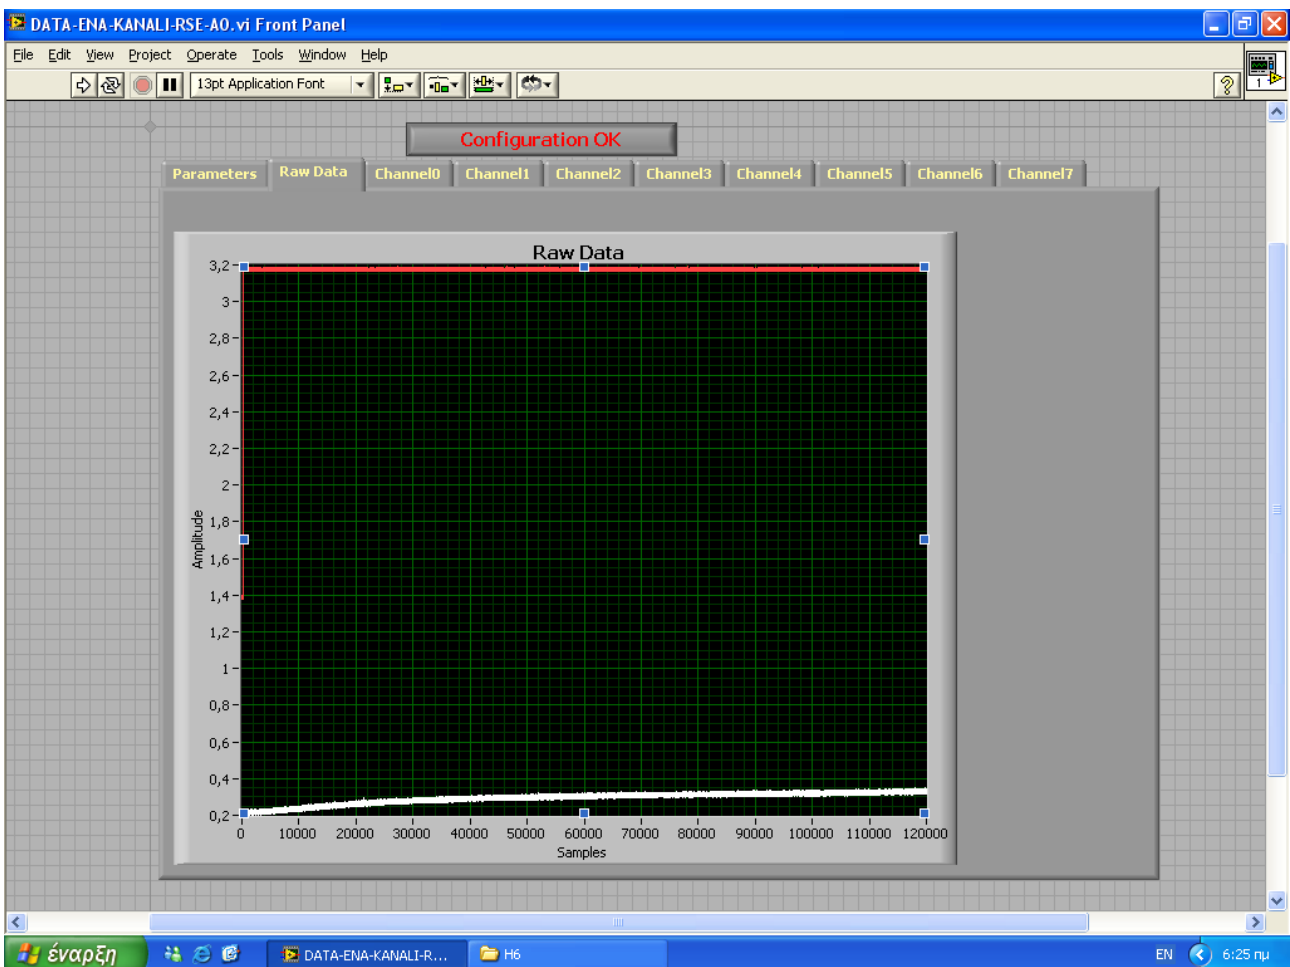 DATA-ENA-KANALI-RSE-A0.vi Front Panel
File Edit View Project Operate Tools Window Help
13pt Application Font
1
Configuration OK
Parameters Raw Data Channel0 Channel1 Channel2 Channel3 Channel4 Channel5 Channel6 Channel7
Raw Data
3,2
3
2,8
2,6
2,4
2,2
2
1,8
1,6
1,4
1,2
1
0,8
0,6
0,4
0,2
Amplitude
0 10000 20000 30000 40000 50000 60000 70000 80000 90000 100000 110000 120000
Samples
έναρξη DATA-ENA-KANALI-R... H6 EN 6:25 πμ